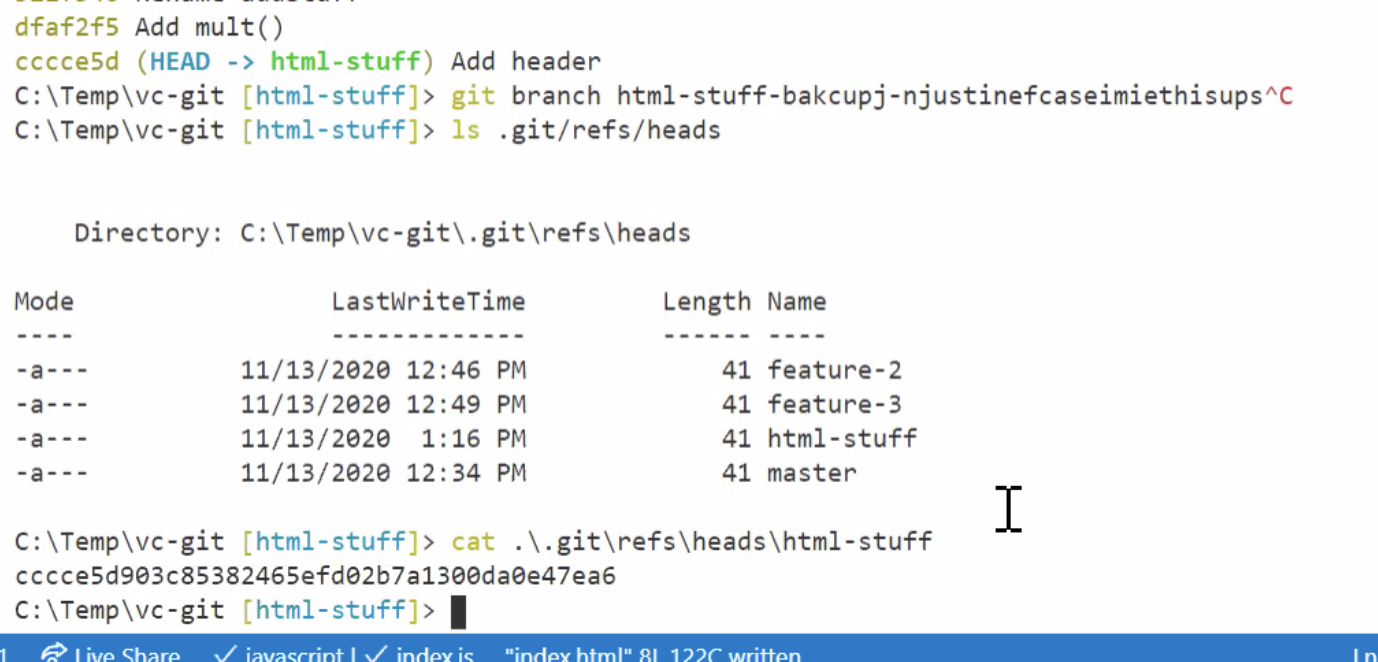 dfaf2f5 Add mult()
cccce5d (HEAD -> html-stuff) Add header
C:\Temp\vc-git [html-stuff]> git branch html-stuff-bakcupj-njustinefcaseimiethisups^C
C:\Temp\vc-git [html-stuff]> ls .git/refs/heads
Directory: C:\Temp\vc-git\.git\refs\heads
Mode LastWriteTime Length Name
---- ------------- ------ ----
-a--- 11/13/2020 12:46 PM 41 feature-2
-a--- 11/13/2020 12:49 PM 41 feature-3
-a--- 11/13/2020 1:16 PM 41 html-stuff
-a--- 11/13/2020 12:34 PM 41 master
C:\Temp\vc-git [html-stuff]> cat .\.git\refs\heads\html-stuff
cccce5d903c85382465efd02b7a1300da0e47ea6
C:\Temp\vc-git [html-stuff]>
1 Live Share ✓ javascript | ✓ index.js "index.html" 8L, 122C written Ln